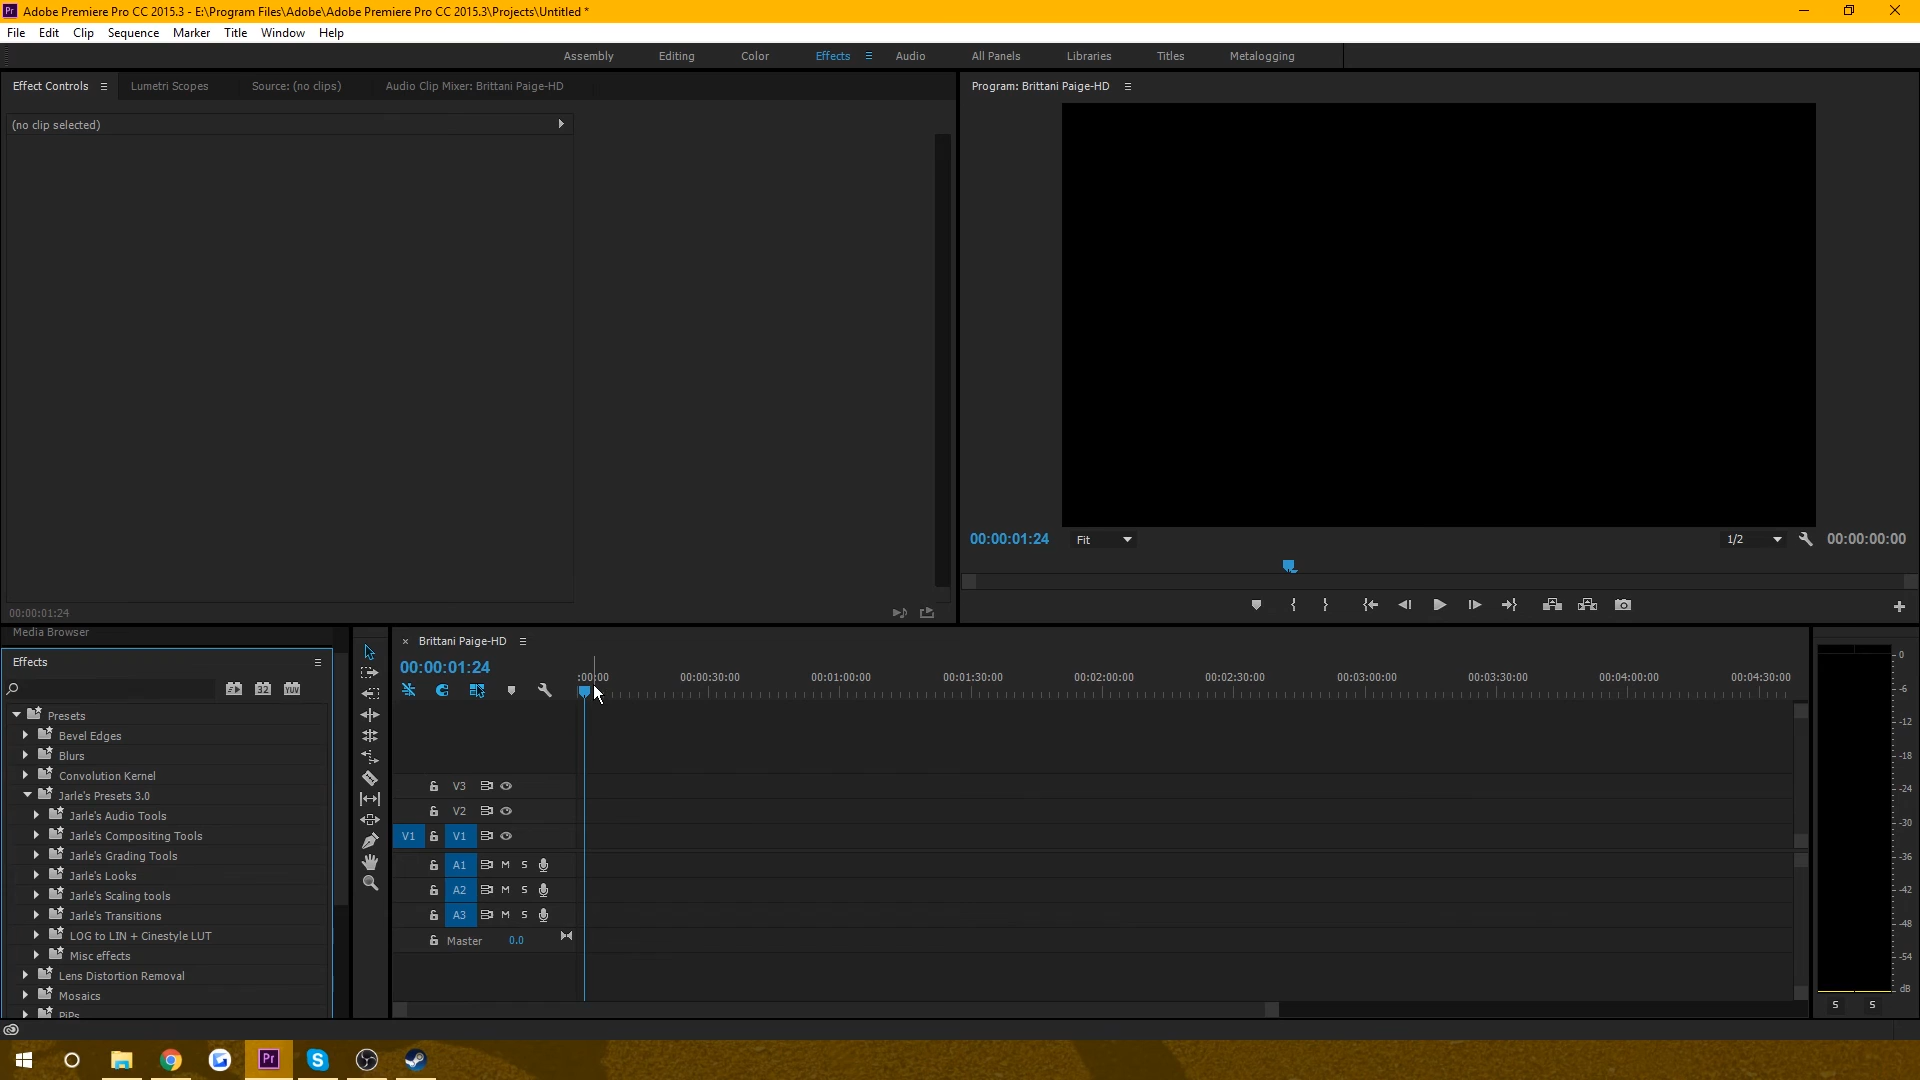 Pr Adobe Premiere Pro CC 2015.3 - E:\Program Files\Adobe\Adobe Premiere Pro CC 2015.3\Projects\Untitled *
File Edit Clip Sequence Marker Title Window Help
Assembly Editing Color Effects Audio All Panels Libraries Titles Metalogging
Effect Controls Lumetri Scopes Source: (no clips) Audio Clip Mixer: Brittani Paige-HD
Program: Brittani Paige-HD
(no clip selected)
00:00:01:24 Fit 1/2 00:00:00:00
00:00:01:24
Media Browser
Effects
32 YUV
Presets
Bevel Edges
Blurs
Convolution Kernel
Jarle's Presets 3.0
Jarle's Audio Tools
Jarle's Compositing Tools
Jarle's Grading Tools
Jarle's Looks
Jarle's Scaling tools
Jarle's Transitions
LOG to LIN + Cinestyle LUT
Misc effects
Lens Distortion Removal
Mosaics
PiPs
× Brittani Paige-HD
00:00:01:24
:00:00 00:00:30:00 00:01:00:00 00:01:30:00 00:02:00:00 00:02:30:00 00:03:00:00 00:03:30:00 00:04:00:00 00:04:30:00
V3
V2
V1 V1
A1 M S
A2 M S
A3 M S
Master 0.0
0
-6
-12
-18
-24
-30
-36
-42
-48
-54
dB
S S
Pr